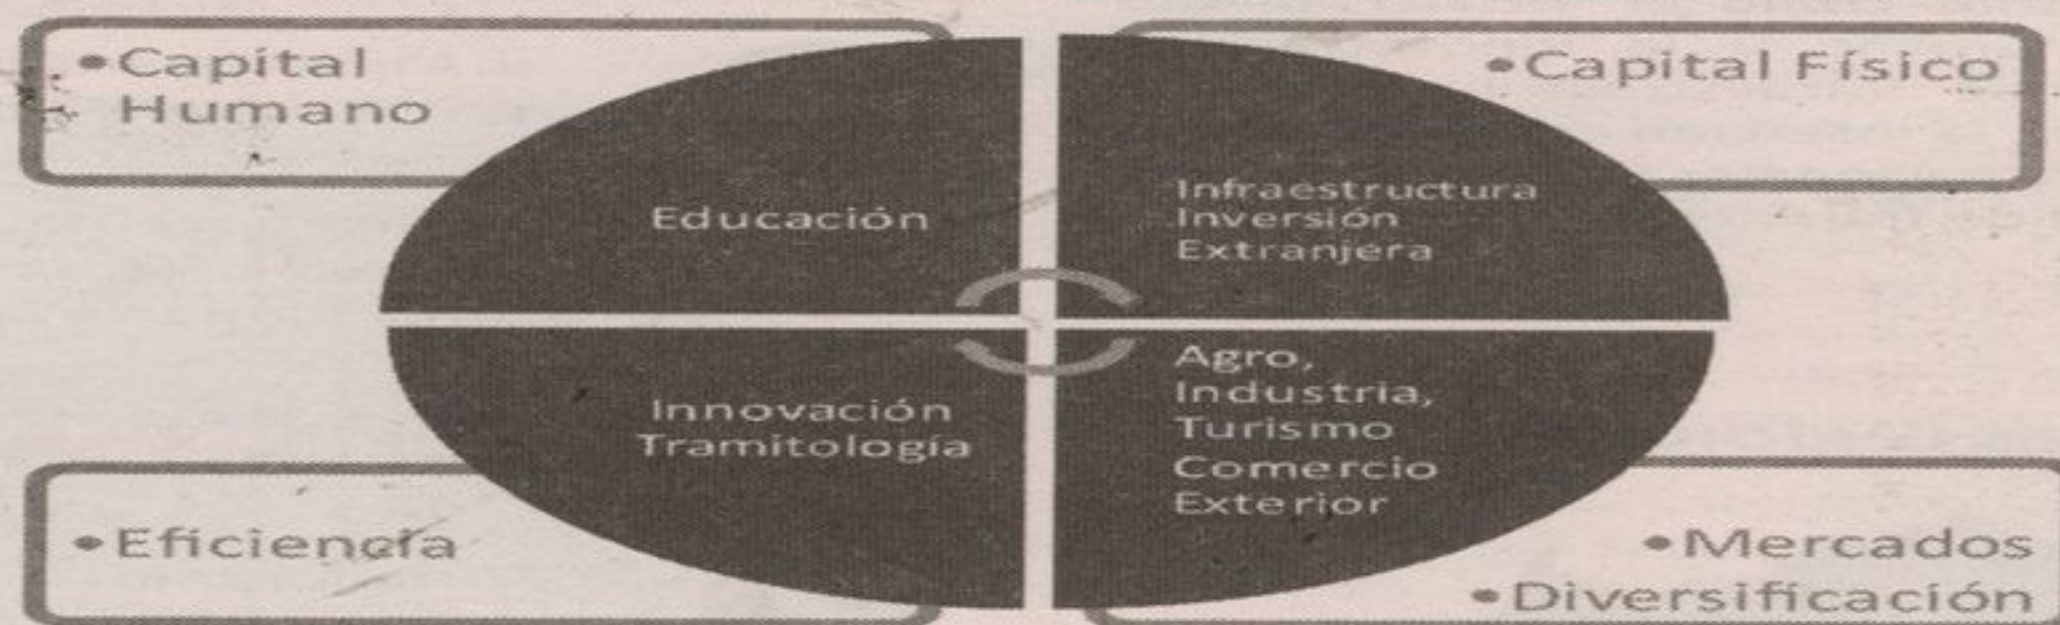 •Capital
Humano
•Capital Físico
Educación
Infraestructura
Inversión
Extranjera
Innovación
Tramitología
Agro,
Industria,
Turismo
Comercio
Exterior
•Eficiencia
•Mercados
•Diversificación